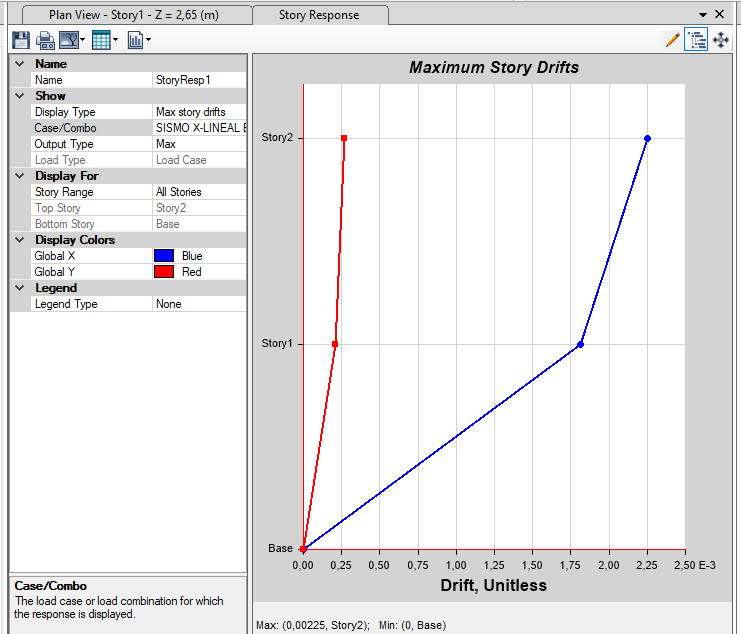 Plan View - Story1 - Z = 2,65 (m)
Story Response
Name
Name StoryResp1
Show
Display Type Max story drifts
Case/Combo SISMO X-LINEAL E
Output Type Max
Load Type Load Case
Display For
Story Range All Stories
Top Story Story2
Bottom Story Base
Display Colors
Global X Blue
Global Y Red
Legend
Legend Type None
Case/Combo
The load case or load combination for which
the response is displayed.
Maximum Story Drifts
Story2
Story1
Base
0,00 0,25 0,50 0,75 1,00 1,25 1,50 1,75 2,00 2,25 2,50 E-3
Drift, Unitless
Max: (0,00225, Story2); Min: (0, Base)